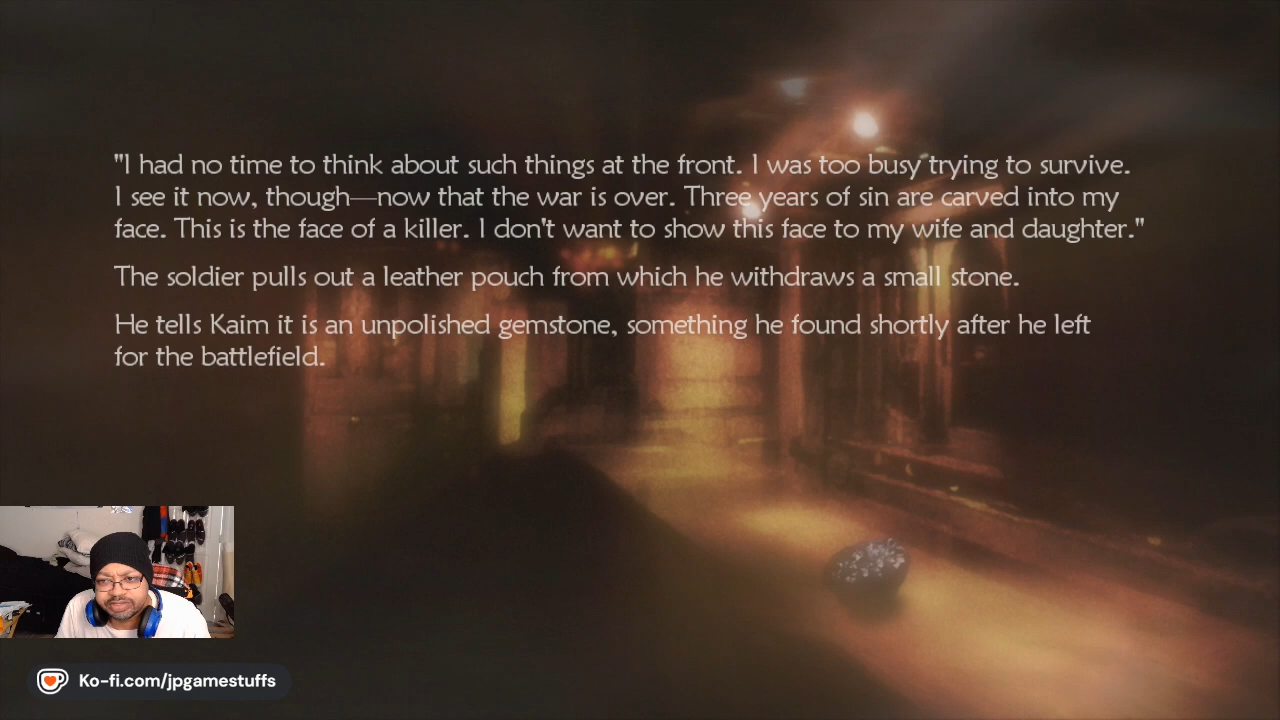 "I had no time to think about such things at the front. I was too busy trying to survive.
I see it now, though—now that the war is over. Three years of sin are carved into my
face. This is the face of a killer. I don't want to show this face to my wife and daughter."
The soldier pulls out a leather pouch from which he withdraws a small stone.
He tells Kaim it is an unpolished gemstone, something he found shortly after he left
for the battlefield.
Ko-fi.com/jpgamestuffs